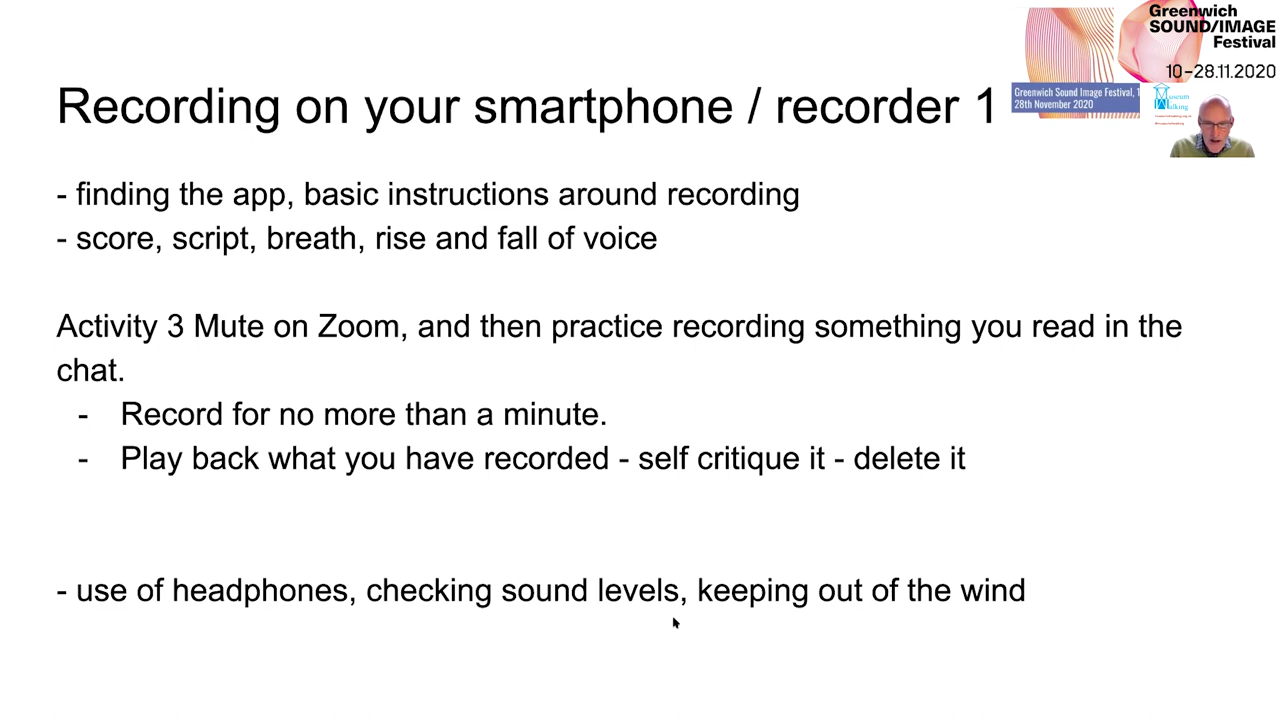 Greenwich
SOUND/IMAGE
Festival
10–28.11.2020
Greenwich Sound Image Festival, 1
28th November 2020
Museum
Walking
Recording on your smartphone / recorder 1
- finding the app, basic instructions around recording
- score, script, breath, rise and fall of voice
Activity 3 Mute on Zoom, and then practice recording something you read in the
chat.
- Record for no more than a minute.
- Play back what you have recorded - self critique it - delete it
- use of headphones, checking sound levels, keeping out of the wind